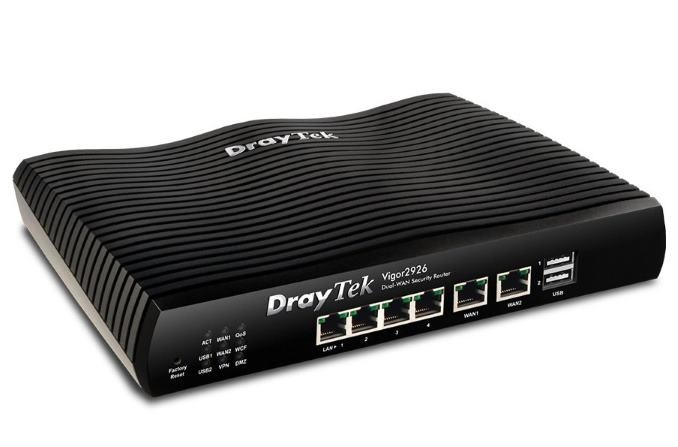 DrayTek
DrayTek
Vigor2926
Dual-WAN Security Router
LAN ▶ 1 2 3 4 WAN1 WAN2
1
2
USB
ACT WAN1 QoS
USB1 WAN2 WCF
USB2 VPN DMZ
Factory
Reset